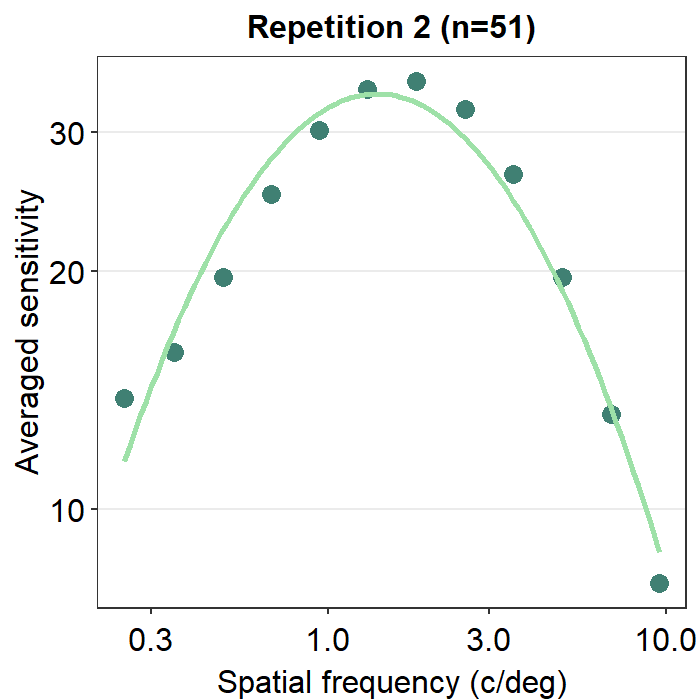 Repetition 2 (n=51)
Averaged sensitivity
30
20
10
0.3 1.0 3.0 10.0
Spatial frequency (c/deg)